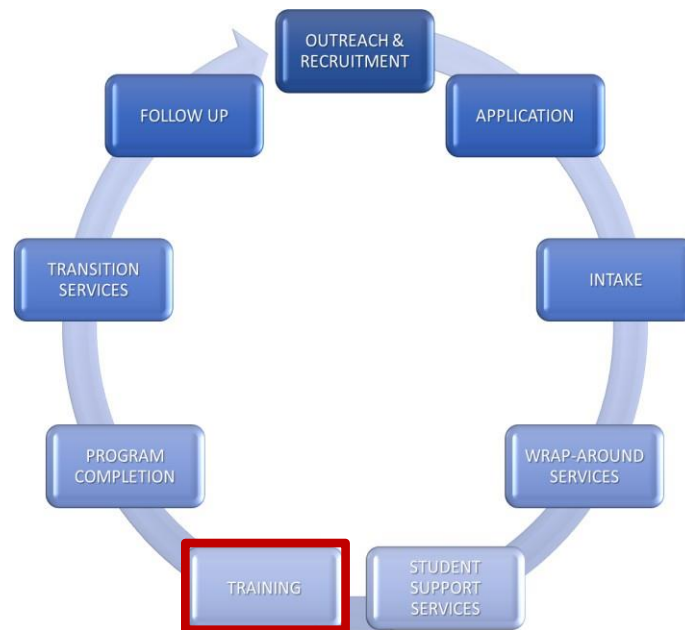 OUTREACH &
RECRUITMENT
APPLICATION
INTAKE
WRAP-AROUND
SERVICES
STUDENT
SUPPORT
SERVICES
TRAINING
PROGRAM
COMPLETION
TRANSITION
SERVICES
FOLLOW UP